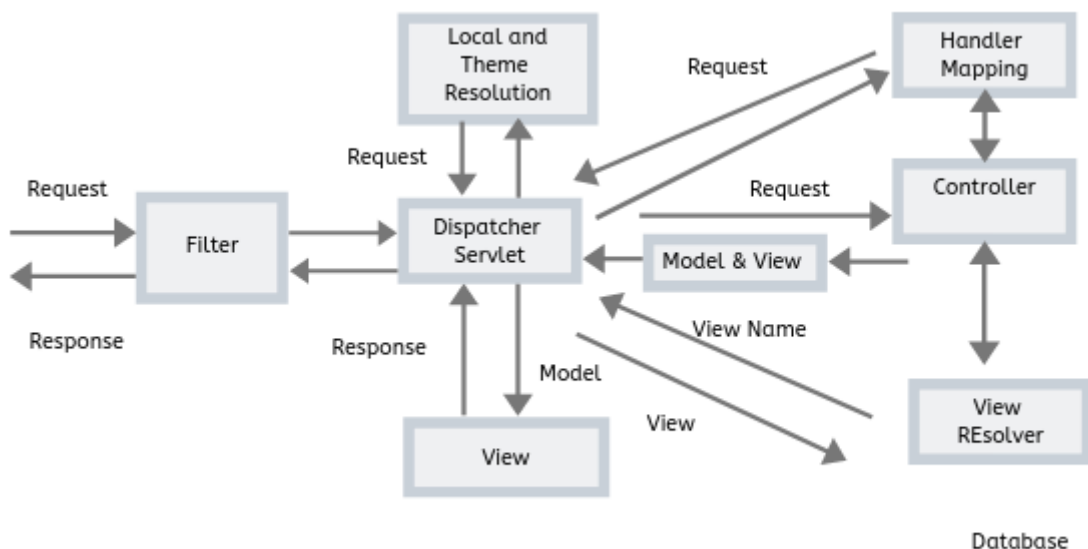 Local and
Theme
Resolution
Handler
Mapping
Request
Request
Request
Request
Controller
Filter
Dispatcher
Servlet
Model & View
View Name
Response
Response
Model
View
View
REsolver
View
Database